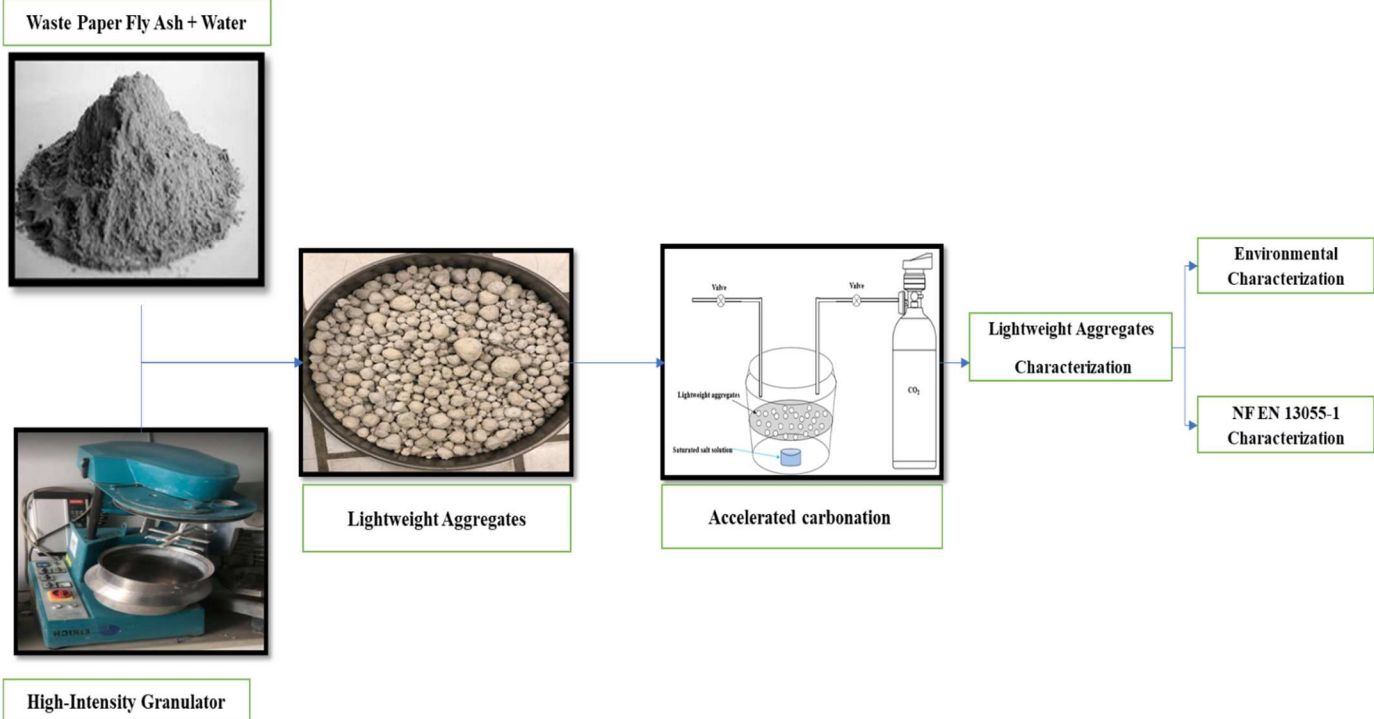 Waste Paper Fly Ash + Water
EIRICH
High-Intensity Granulator
Lightweight Aggregates
Valve
Valve
CO₂
Lightweight aggregates
Saturated salt solution
Accelerated carbonation
Lightweight Aggregates
Characterization
Environmental
Characterization
NF EN 13055-1
Characterization